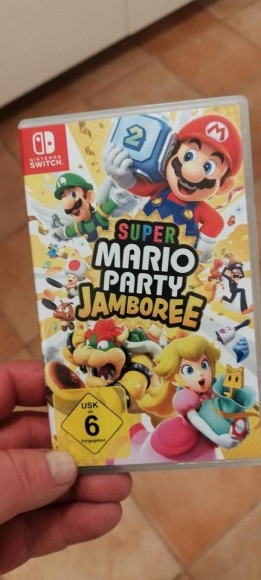 NINTENDO
SWITCH
2
M
SUPER
MARIO
PARTY
JAMBOREE
USK
ab
6
freigegeben